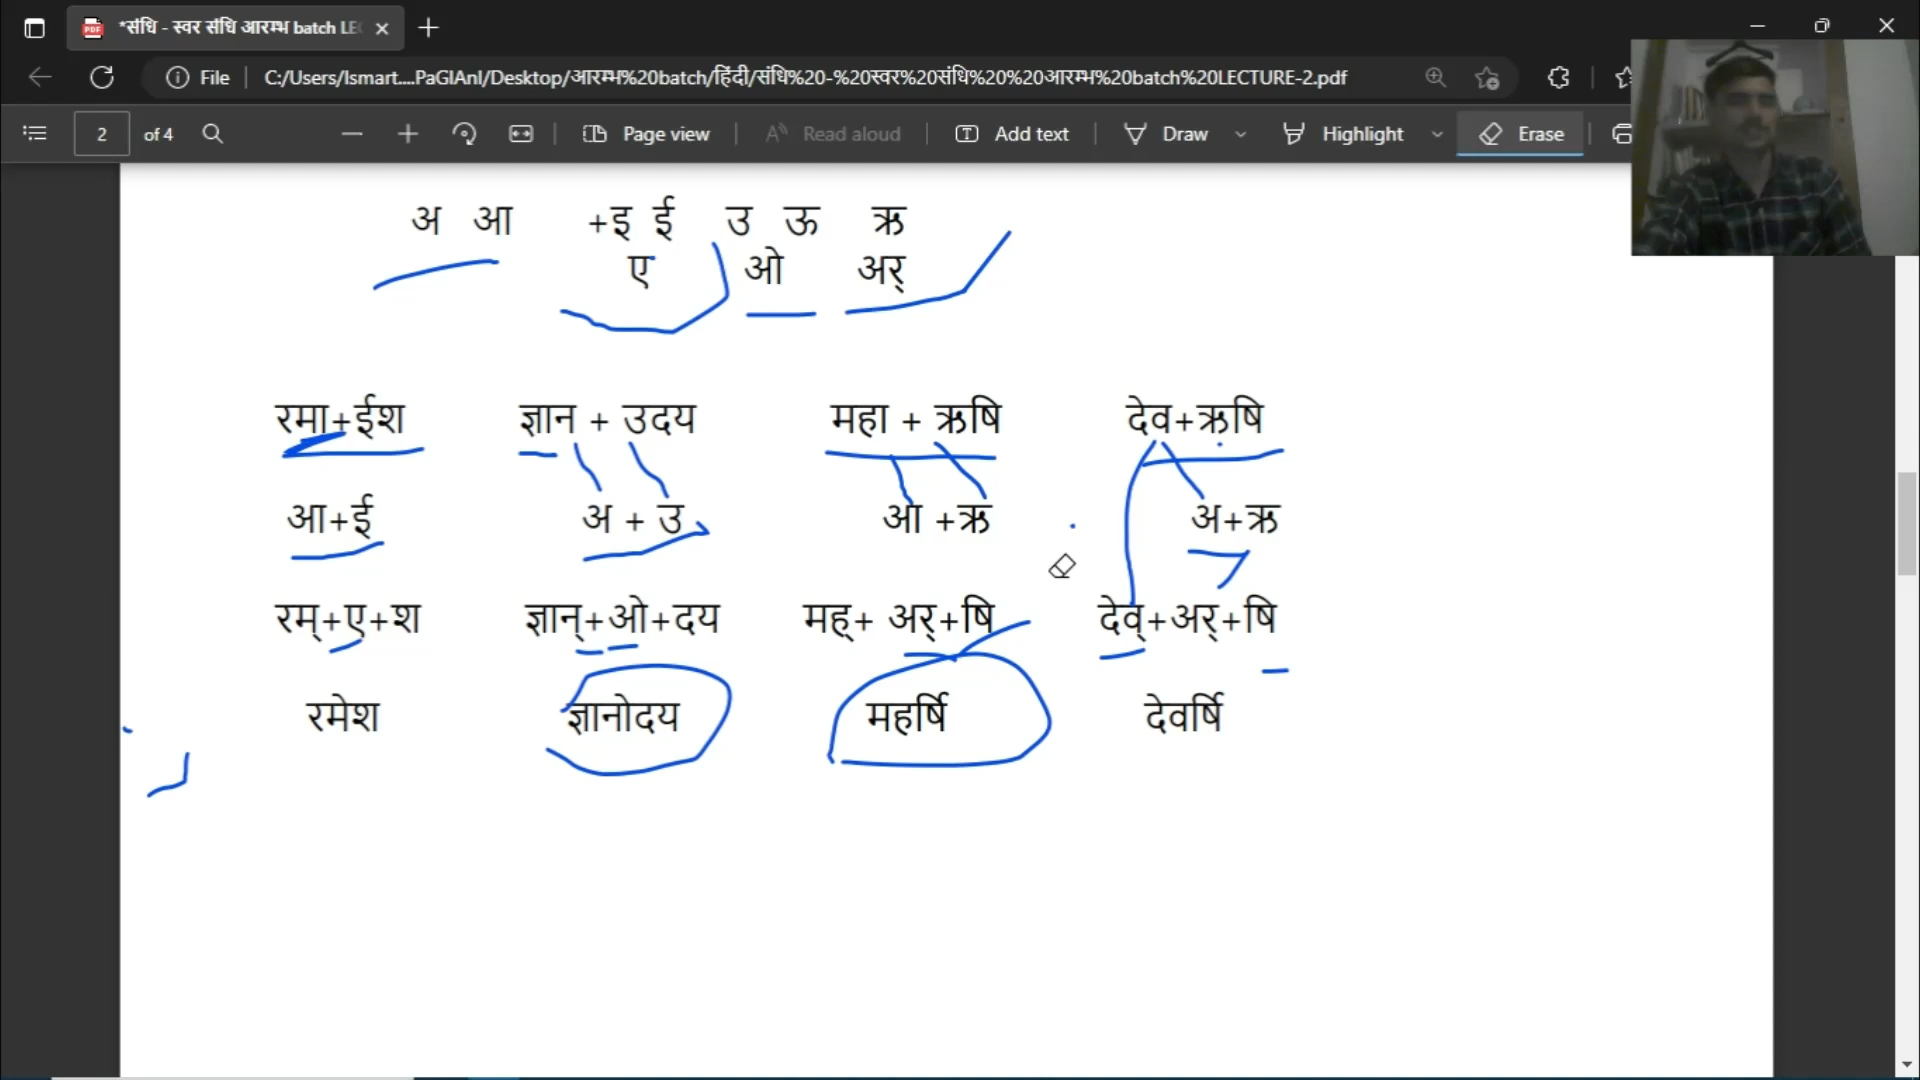 *संधि - स्वर संधि आरम्भ batch LE
File C:/Users/Ismart....PaGlAnI/Desktop/आरम्भ%20batch/हिंदी/संधि%20-%20स्वर%20संधि%20%20आरम्भ%20batch%20LECTURE-2.pdf
2 of 4 Page view Read aloud Add text Draw Highlight Erase
अ आ +इ ई उ ऊ ऋ
ए ओ अर्
रमा+ईश ज्ञान + उदय महा + ऋषि देव+ऋषि
आ+ई अ + उ आ +ऋ अ+ऋ
रम्+ए+श ज्ञान्+ओ+दय मह्+ अर्+षि देव्+अर्+षि
रमेश ज्ञानोदय महर्षि देवर्षि